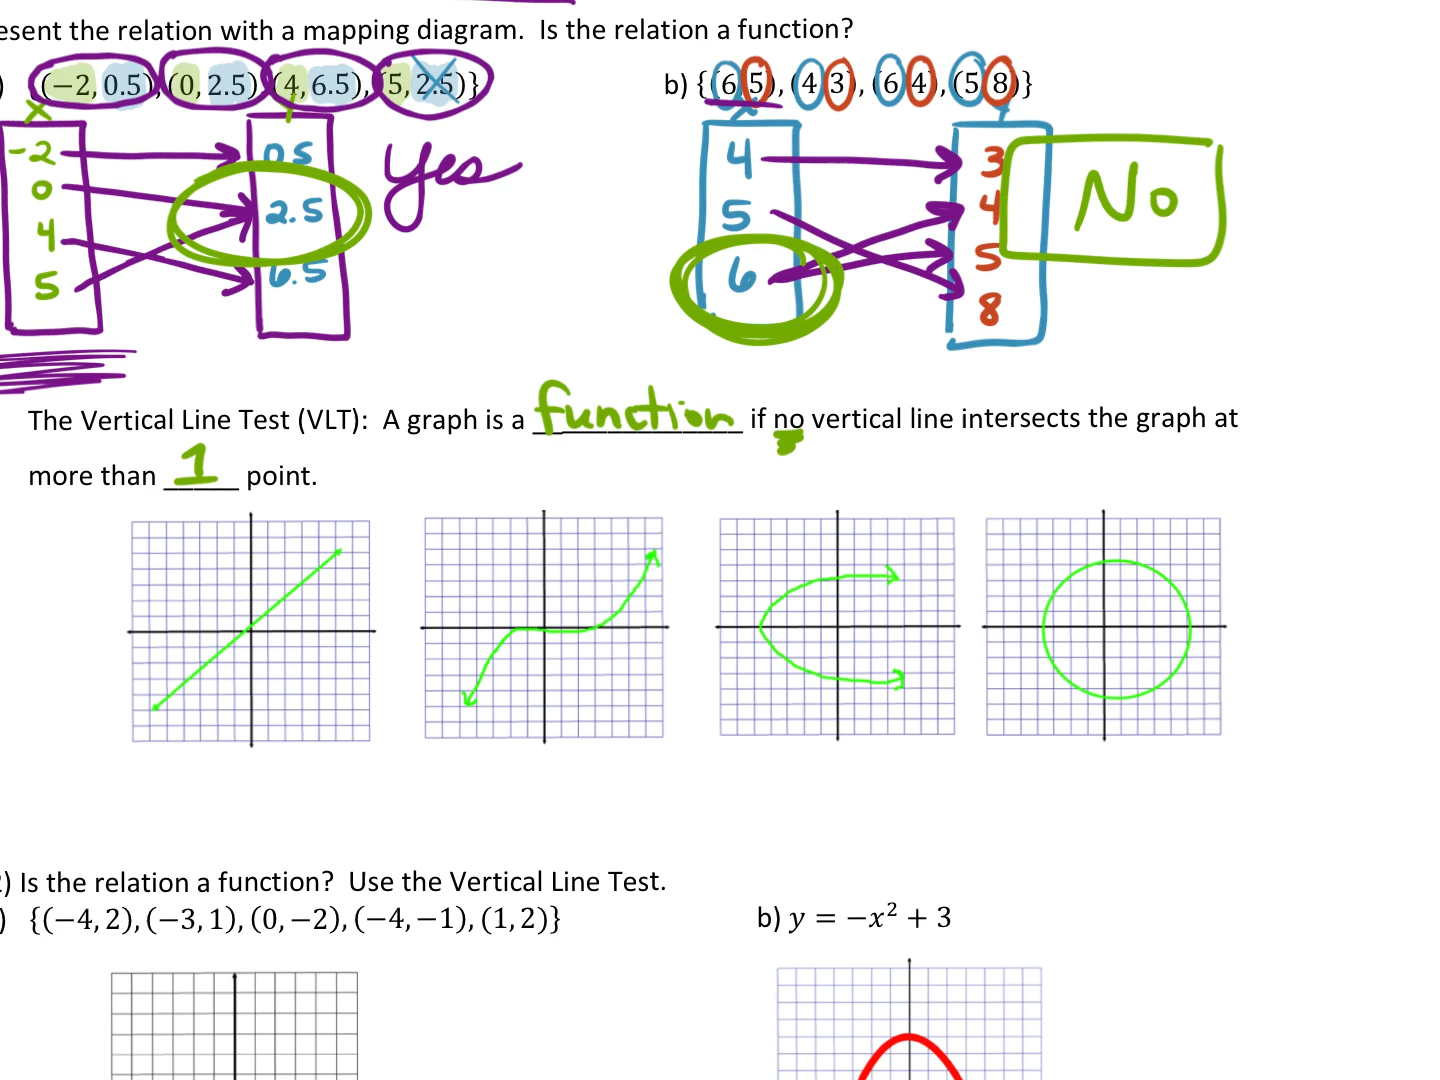 esent the relation with a mapping diagram. Is the relation a function?
) {(−2, 0.5), (0, 2.5), (4, 6.5), (5, 2.5)}
b) {(6, 5), (4, 3), (6, 4), (5, 8)}
x y
-2 0.5
0 2.5
4 6.5
5
yes
x y
4 3
5 4
6 5
8
No
The Vertical Line Test (VLT): A graph is a function if no vertical line intersects the graph at
more than 1 point.
2) Is the relation a function? Use the Vertical Line Test.
) {(−4, 2), (−3, 1), (0, −2), (−4, −1), (1, 2)}
b) y = −x² + 3